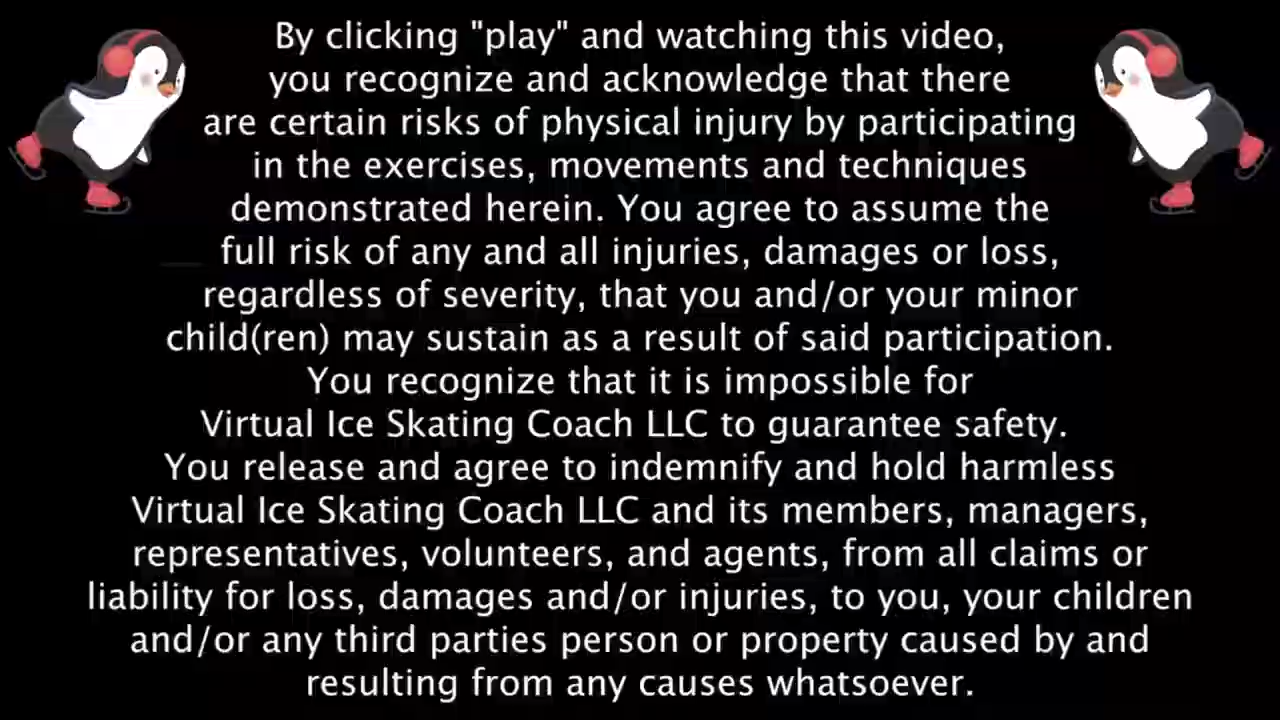 By clicking "play" and watching this video,
you recognize and acknowledge that there
are certain risks of physical injury by participating
in the exercises, movements and techniques
demonstrated herein. You agree to assume the
full risk of any and all injuries, damages or loss,
regardless of severity, that you and/or your minor
child(ren) may sustain as a result of said participation.
You recognize that it is impossible for
Virtual Ice Skating Coach LLC to guarantee safety.
You release and agree to indemnify and hold harmless
Virtual Ice Skating Coach LLC and its members, managers,
representatives, volunteers, and agents, from all claims or
liability for loss, damages and/or injuries, to you, your children
and/or any third parties person or property caused by and
resulting from any causes whatsoever.